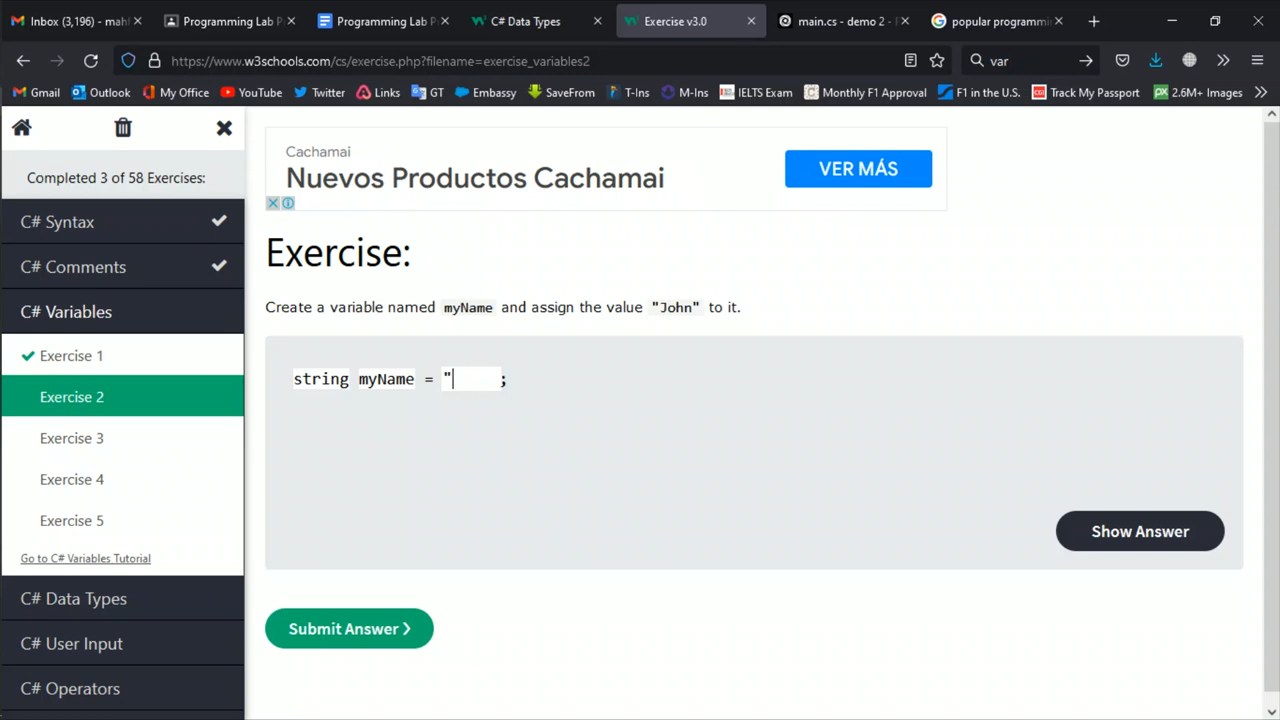 Inbox (3,196) - mah
Programming Lab P
Programming Lab P
C# Data Types
Exercise v3.0
main.cs - demo 2 - R
popular programmin
https://www.w3schools.com/cs/exercise.php?filename=exercise_variables2
var
Gmail Outlook My Office YouTube Twitter Links GT Embassy SaveFrom T-Ins M-Ins IELTS Exam Monthly F1 Approval F1 in the U.S. Track My Passport 2.6M+ Images
Completed 3 of 58 Exercises:
C# Syntax
C# Comments
C# Variables
Exercise 1
Exercise 2
Exercise 3
Exercise 4
Exercise 5
Go to C# Variables Tutorial
C# Data Types
C# User Input
C# Operators
Cachamai
Nuevos Productos Cachamai
VER MÁS
Exercise:
Create a variable named myName and assign the value "John" to it.
string myName = " ;
Show Answer
Submit Answer ❯